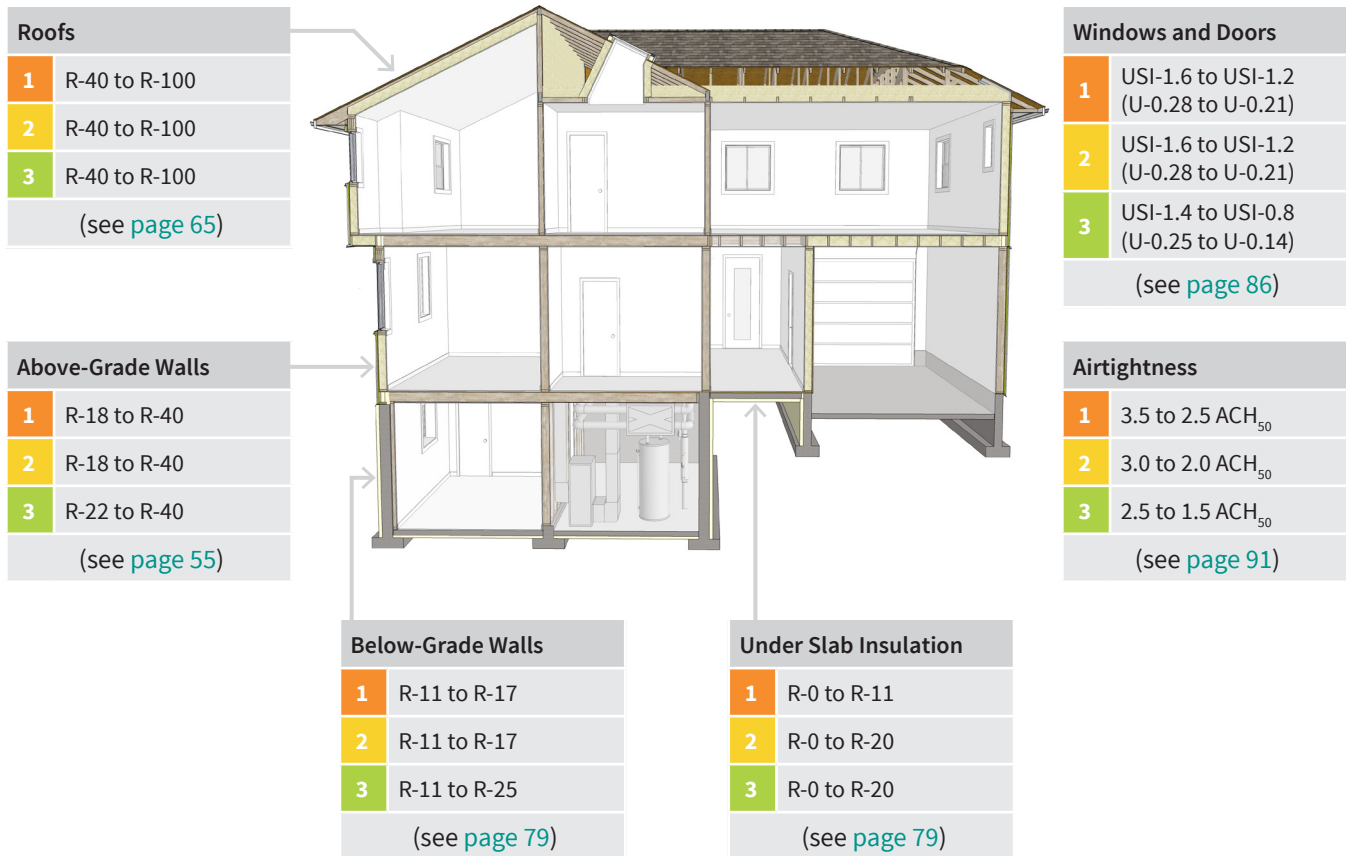 Roofs
1 R-40 to R-100
2 R-40 to R-100
3 R-40 to R-100
(see page 65)
Above-Grade Walls
1 R-18 to R-40
2 R-18 to R-40
3 R-22 to R-40
(see page 55)
Below-Grade Walls
1 R-11 to R-17
2 R-11 to R-17
3 R-11 to R-25
(see page 79)
Under Slab Insulation
1 R-0 to R-11
2 R-0 to R-20
3 R-0 to R-20
(see page 79)
Windows and Doors
1 USI-1.6 to USI-1.2
(U-0.28 to U-0.21)
2 USI-1.6 to USI-1.2
(U-0.28 to U-0.21)
3 USI-1.4 to USI-0.8
(U-0.25 to U-0.14)
(see page 86)
Airtightness
1 3.5 to 2.5 ACH₅₀
2 3.0 to 2.0 ACH₅₀
3 2.5 to 1.5 ACH₅₀
(see page 91)